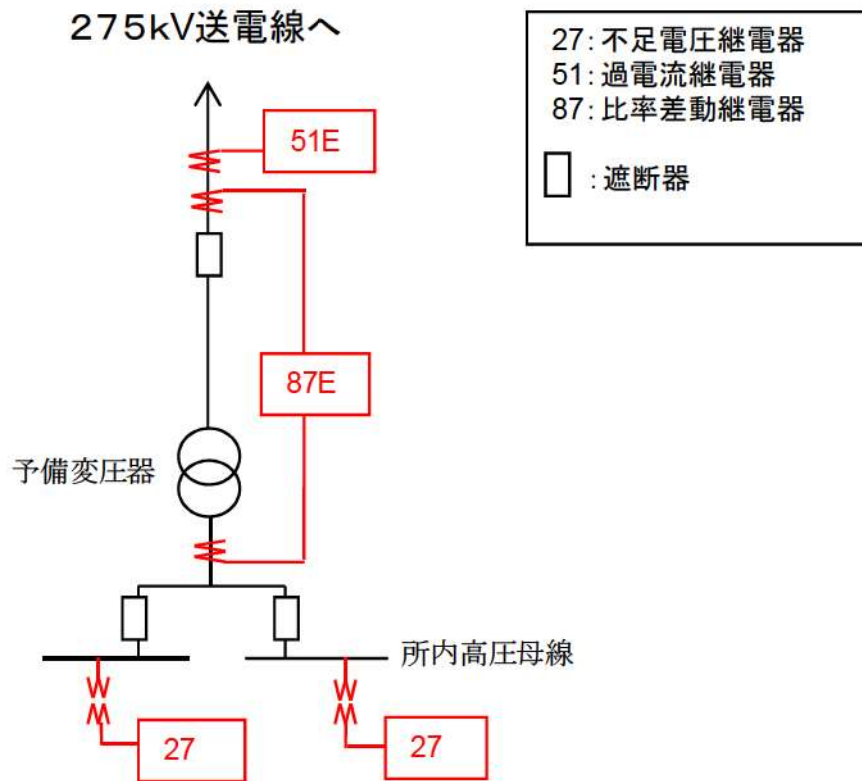 275kV送電線へ
27:不足電圧継電器
51:過電流継電器
87:比率差動継電器
:遮断器
51E
87E
予備変圧器
所内高圧母線
27
27